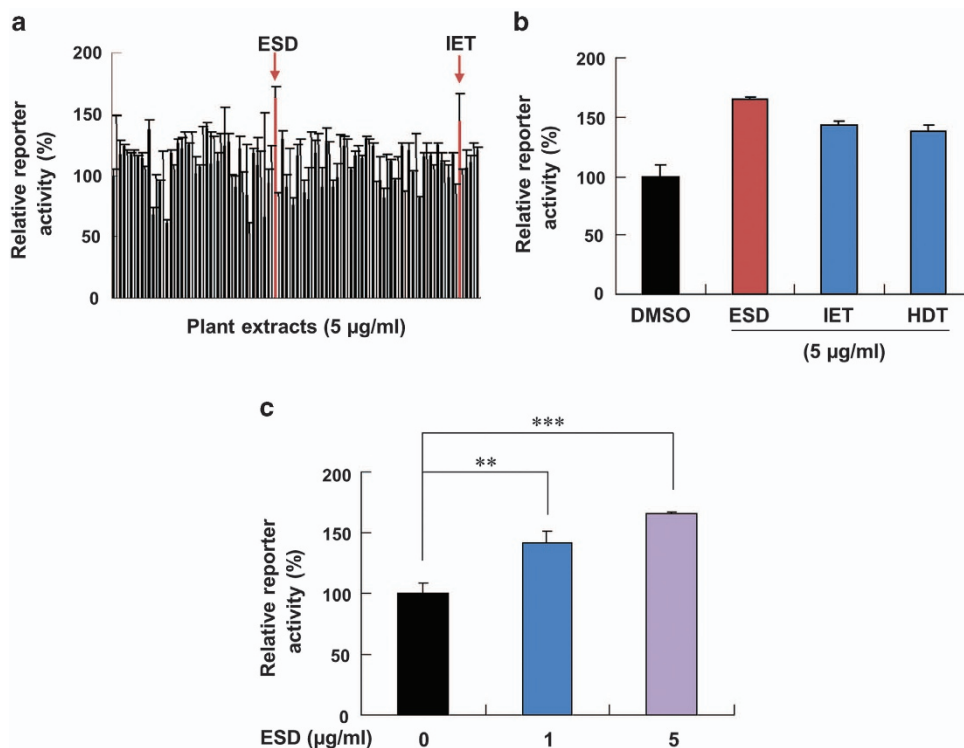 a
ESD
IET
200
150
100
50
0
Relative reporter
activity (%)
Plant extracts (5 µg/ml)
b
200
150
100
50
0
Relative reporter
activity (%)
DMSO ESD IET HDT
(5 µg/ml)
c
***
**
200
150
100
50
0
Relative reporter
activity (%)
ESD (µg/ml) 0 1 5